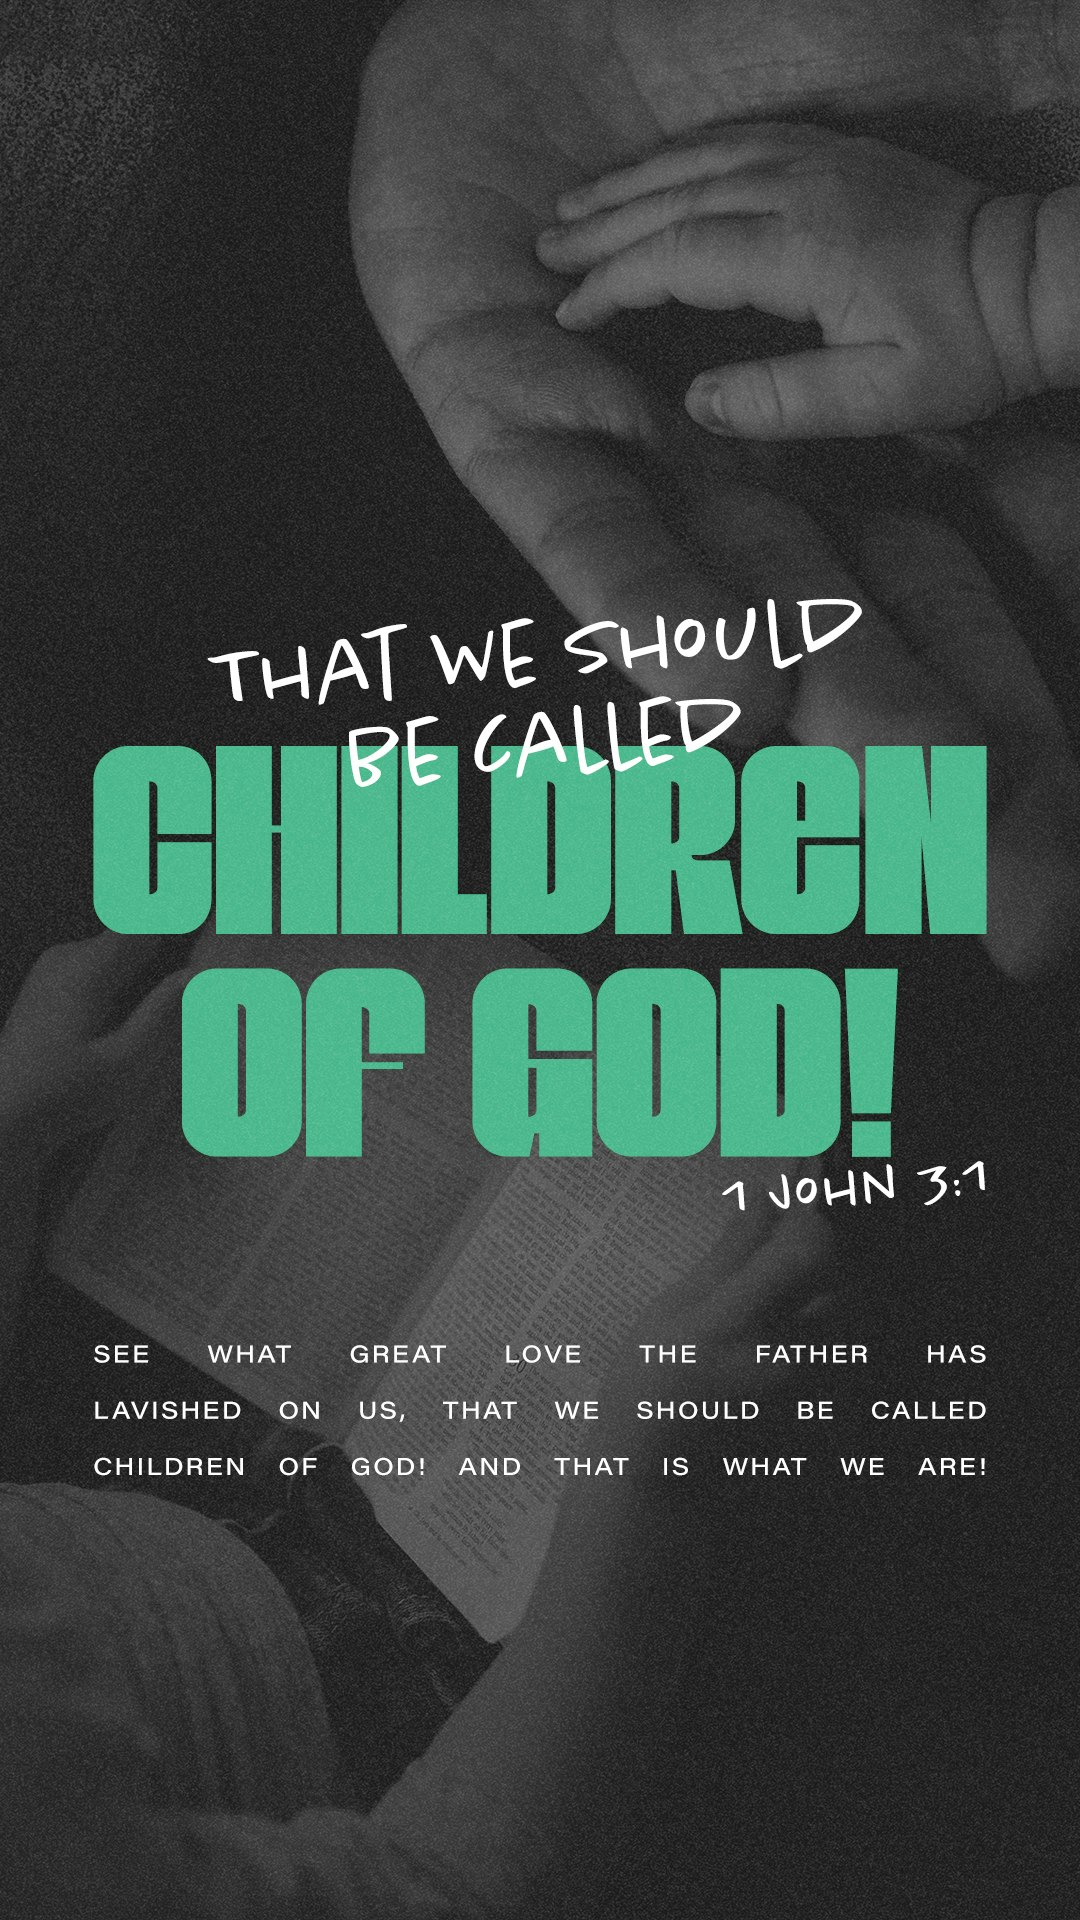 THAT WE SHOULD
BE CALLED
CHILDREN
OF GOD!
1 JOHN 3:1
SEE WHAT GREAT LOVE THE FATHER HAS
LAVISHED ON US, THAT WE SHOULD BE CALLED
CHILDREN OF GOD! AND THAT IS WHAT WE ARE!